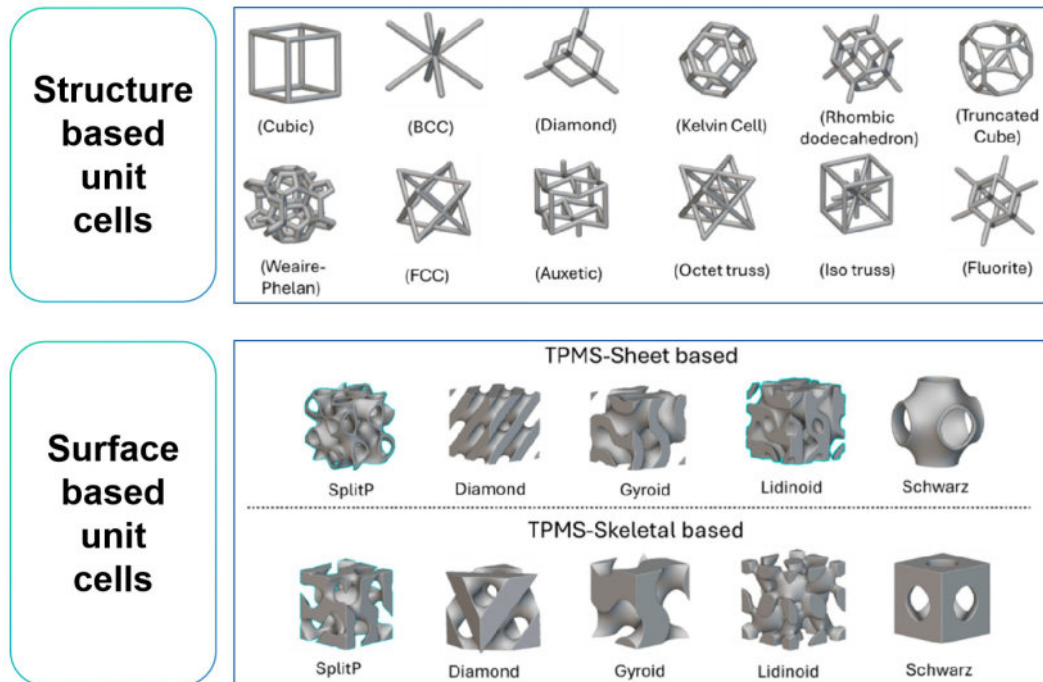 Structure
based
unit
cells
(Cubic)
(BCC)
(Diamond)
(Kelvin Cell)
(Rhombic
dodecahedron)
(Truncated
Cube)
(Weaire-
Phelan)
(FCC)
(Auxetic)
(Octet truss)
(Iso truss)
(Fluorite)
Surface
based
unit
cells
TPMS-Sheet based
SplitP
Diamond
Gyroid
Lidinoid
Schwarz
TPMS-Skeletal based
SplitP
Diamond
Gyroid
Lidinoid
Schwarz